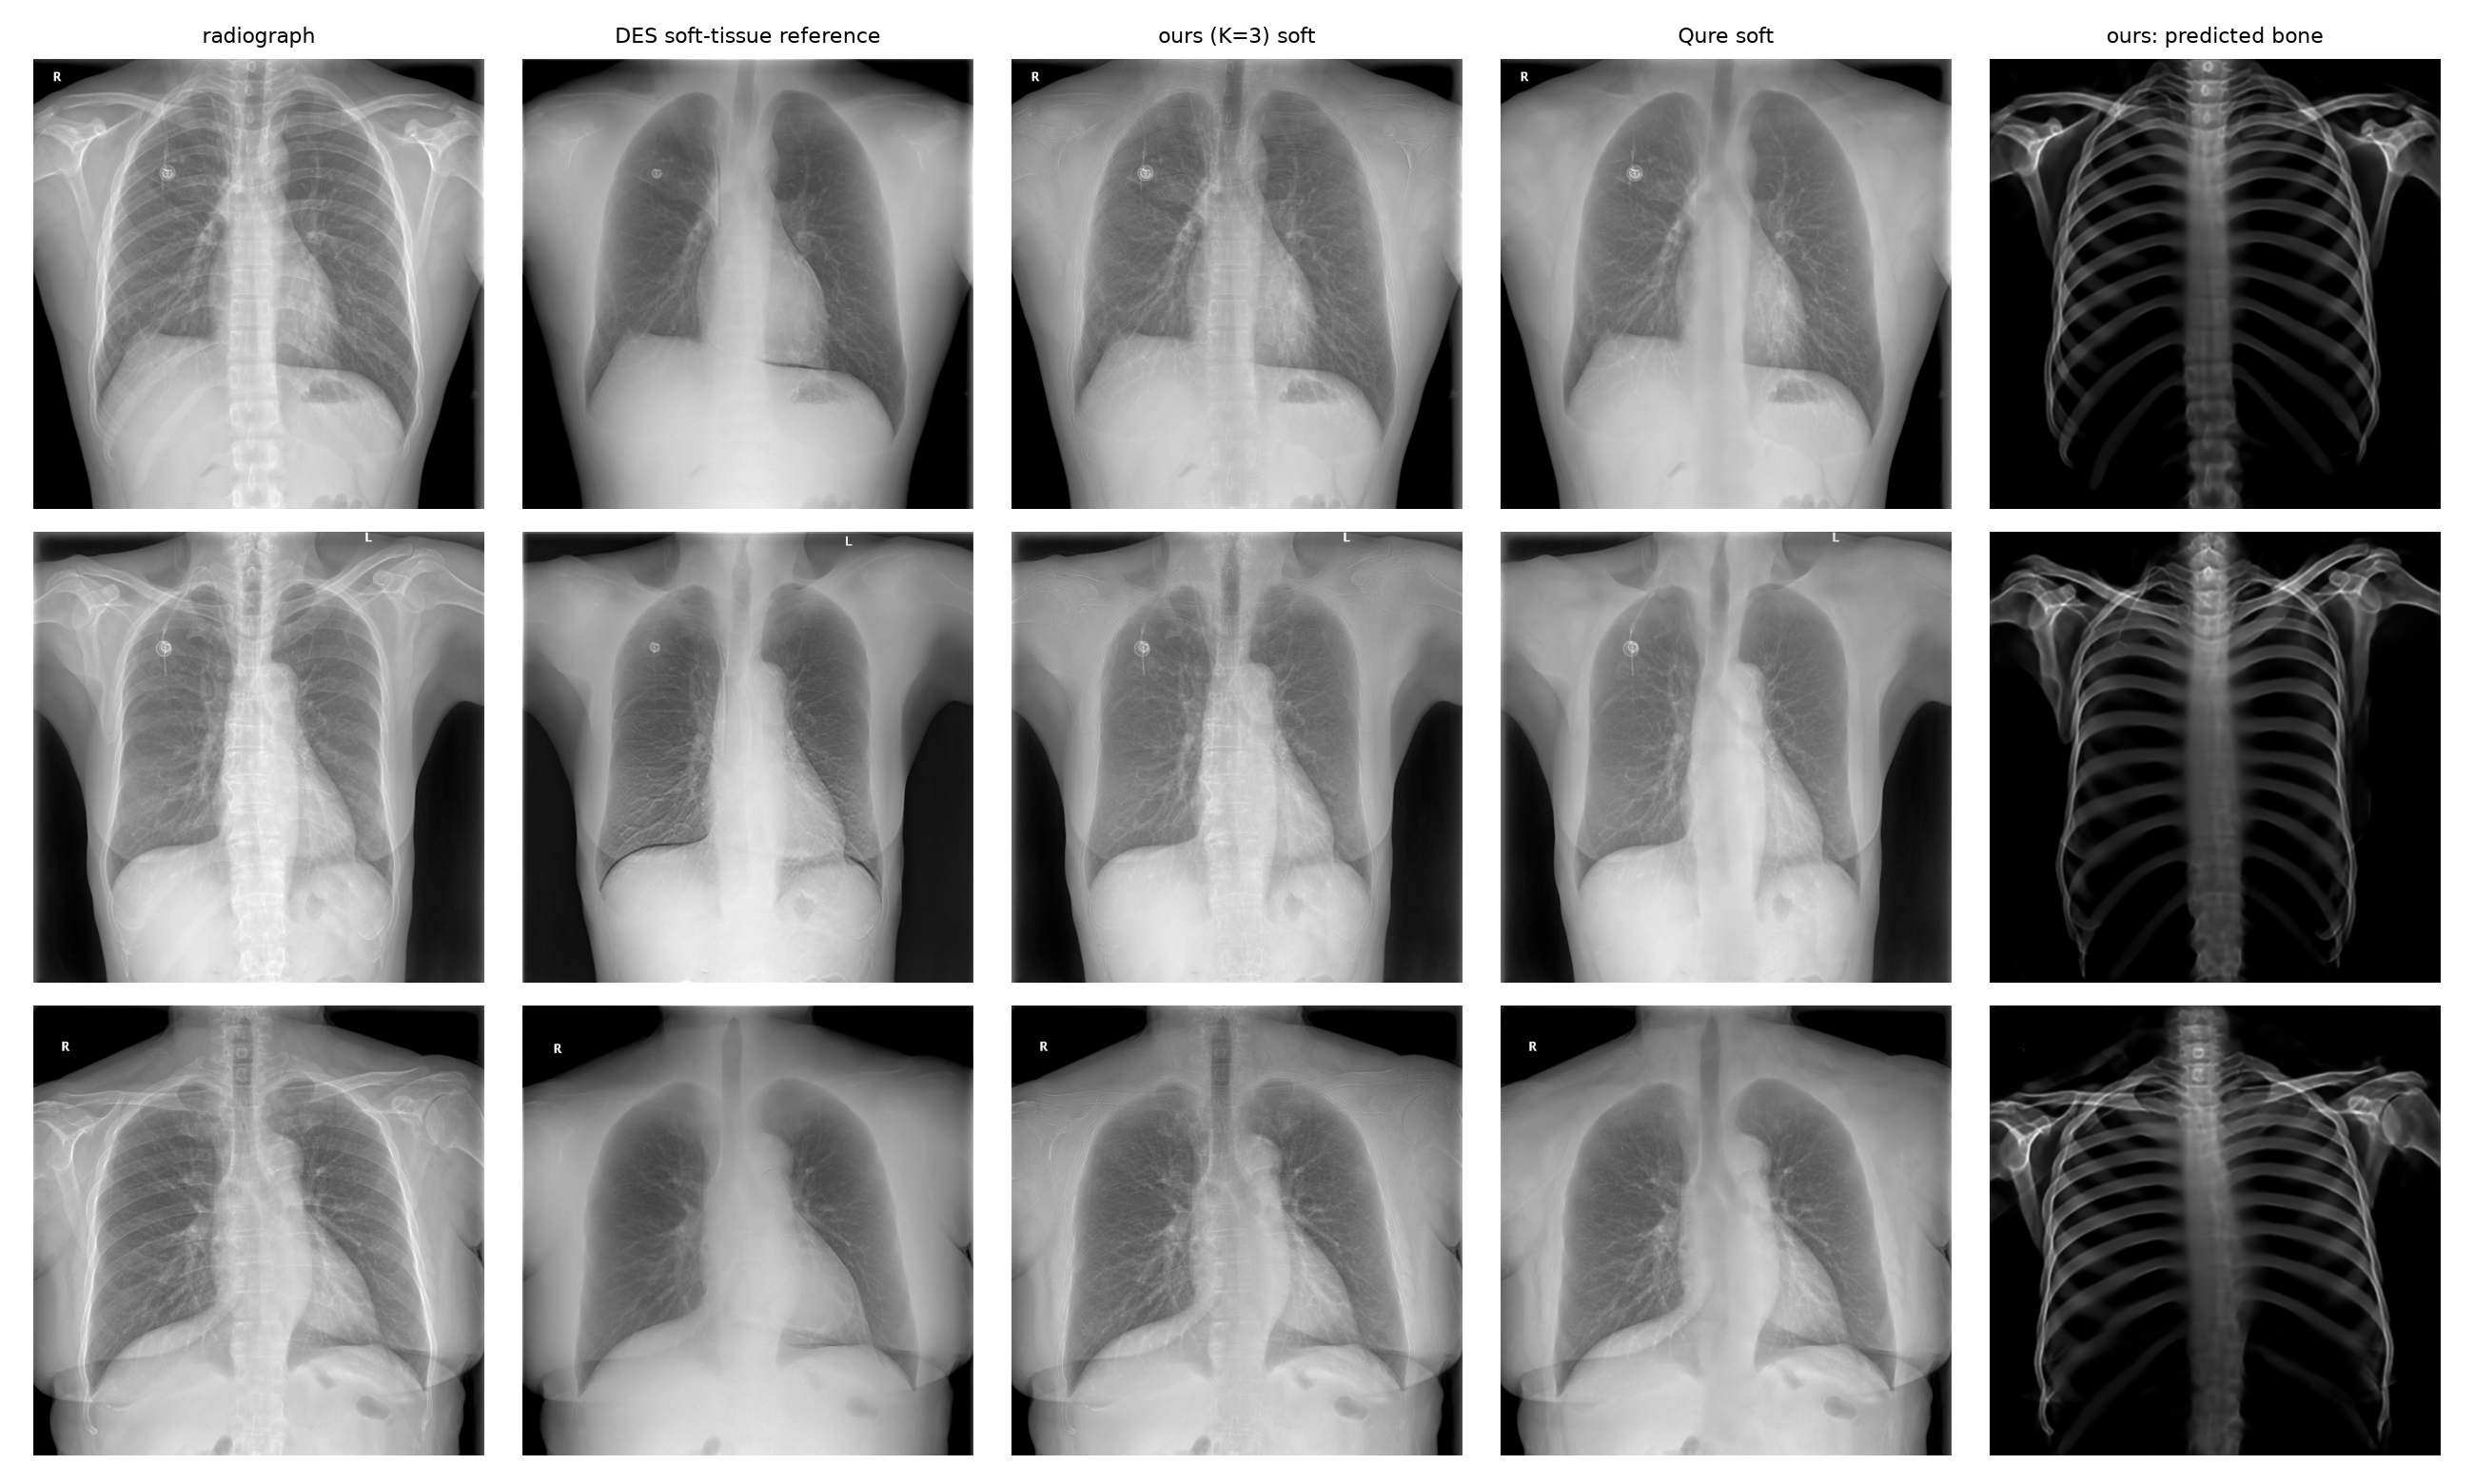 radiograph DES soft-tissue reference ours (K=3) soft Qure soft ours: predicted bone
R R R
L L L L
R R R R